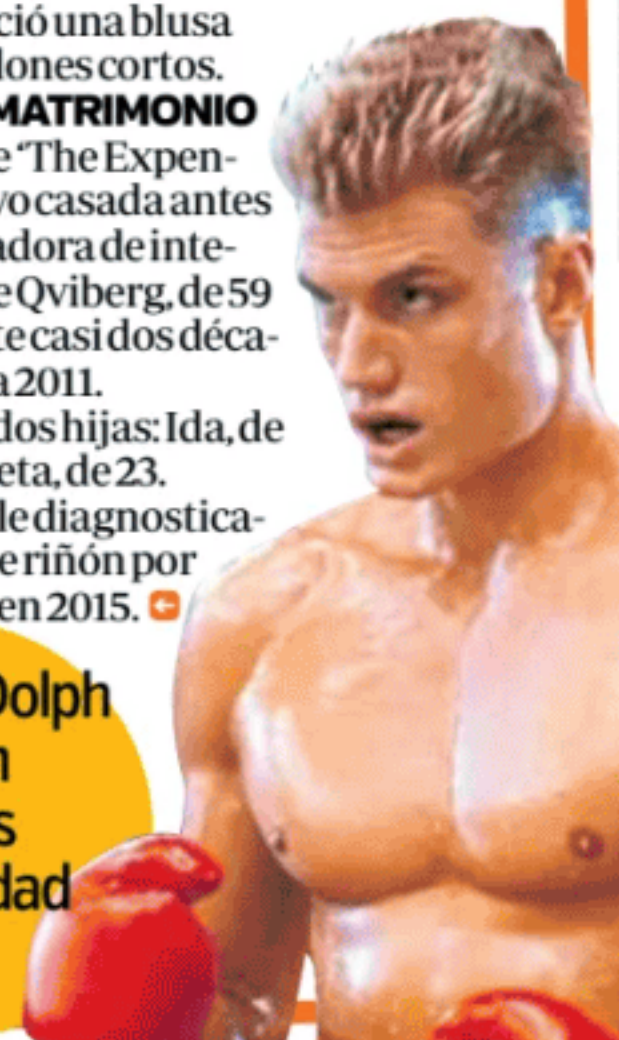 ció una blusa
lones cortos.
MATRIMONIO
e ‘The Expen-
vo casada antes
adora de inte-
e Qviberg, de 59
te casi dos déca-
a 2011.
dos hijas: Ida, de
eta, de 23.
le diagnostica-
e riñón por
en 2015.
Dolph
n
s
dad